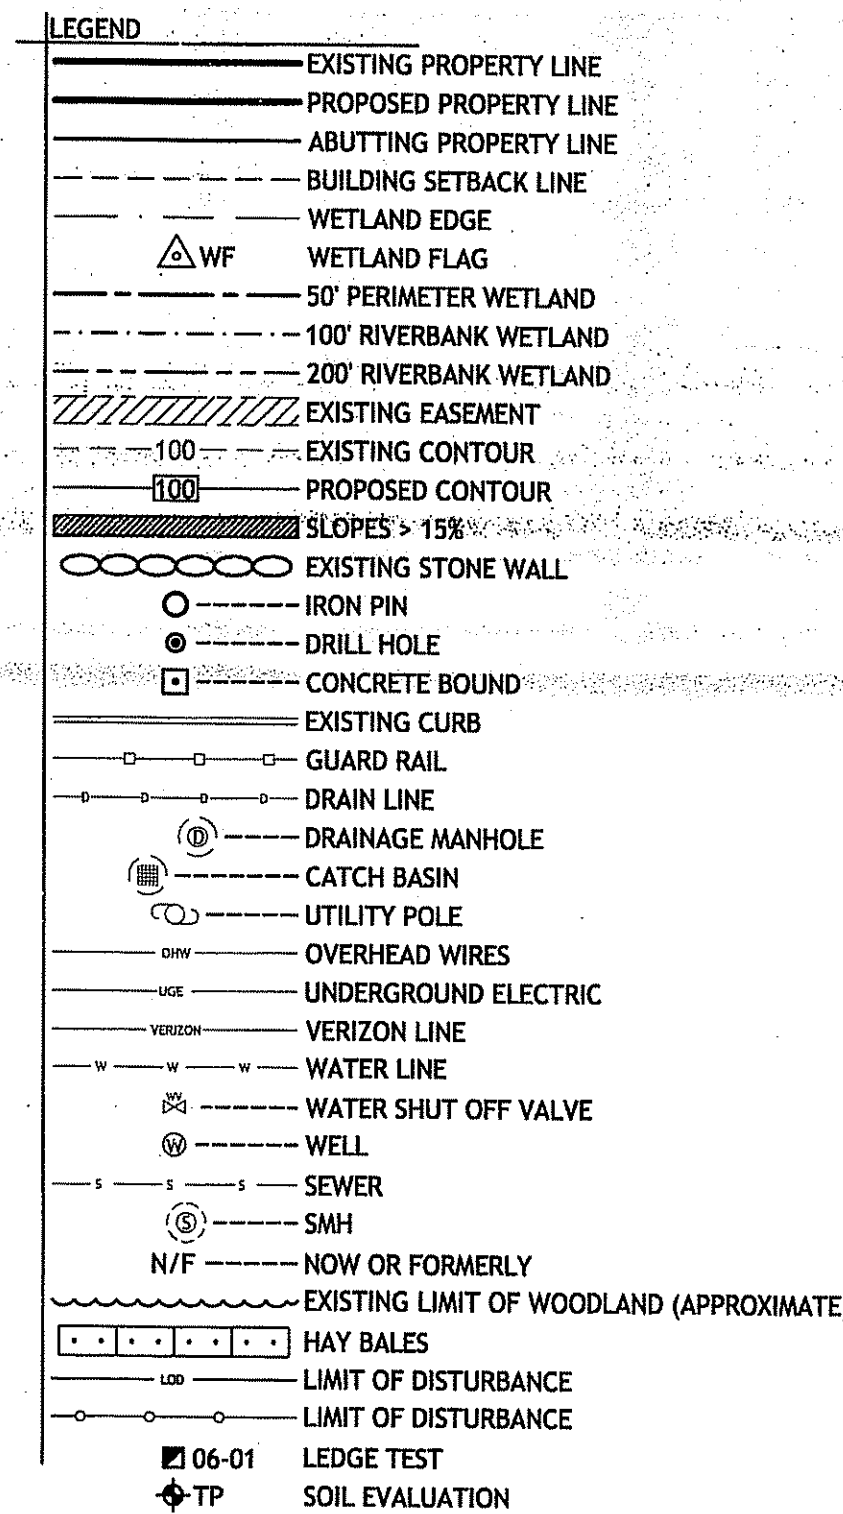 LEGEND
EXISTING PROPERTY LINE
PROPOSED PROPERTY LINE
ABUTTING PROPERTY LINE
BUILDING SETBACK LINE
WETLAND EDGE
WF WETLAND FLAG
50' PERIMETER WETLAND
100' RIVERBANK WETLAND
200' RIVERBANK WETLAND
EXISTING EASEMENT
100 EXISTING CONTOUR
100 PROPOSED CONTOUR
SLOPES > 15%
EXISTING STONE WALL
IRON PIN
DRILL HOLE
CONCRETE BOUND
EXISTING CURB
GUARD RAIL
D D D D DRAIN LINE
D DRAINAGE MANHOLE
CATCH BASIN
UTILITY POLE
OHW OVERHEAD WIRES
UGE UNDERGROUND ELECTRIC
VERIZON VERIZON LINE
W W W WATER LINE
WV WATER SHUT OFF VALVE
W WELL
S S S SEWER
S SMH
N/F NOW OR FORMERLY
EXISTING LIMIT OF WOODLAND (APPROXIMATE
HAY BALES
LOD LIMIT OF DISTURBANCE
LIMIT OF DISTURBANCE
06-01 LEDGE TEST
TP SOIL EVALUATION